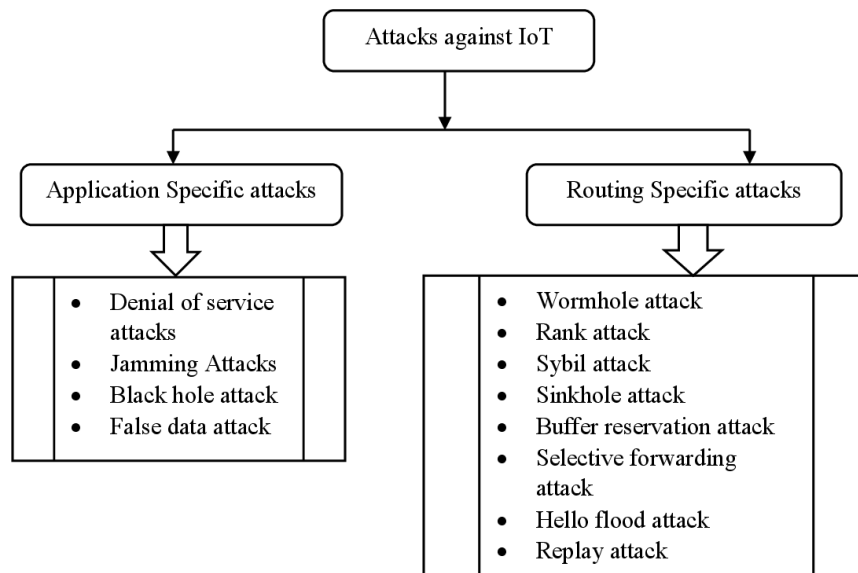 Attacks against IoT
Application Specific attacks
Routing Specific attacks
• Denial of service
attacks
• Jamming Attacks
• Black hole attack
• False data attack
• Wormhole attack
• Rank attack
• Sybil attack
• Sinkhole attack
• Buffer reservation attack
• Selective forwarding
attack
• Hello flood attack
• Replay attack